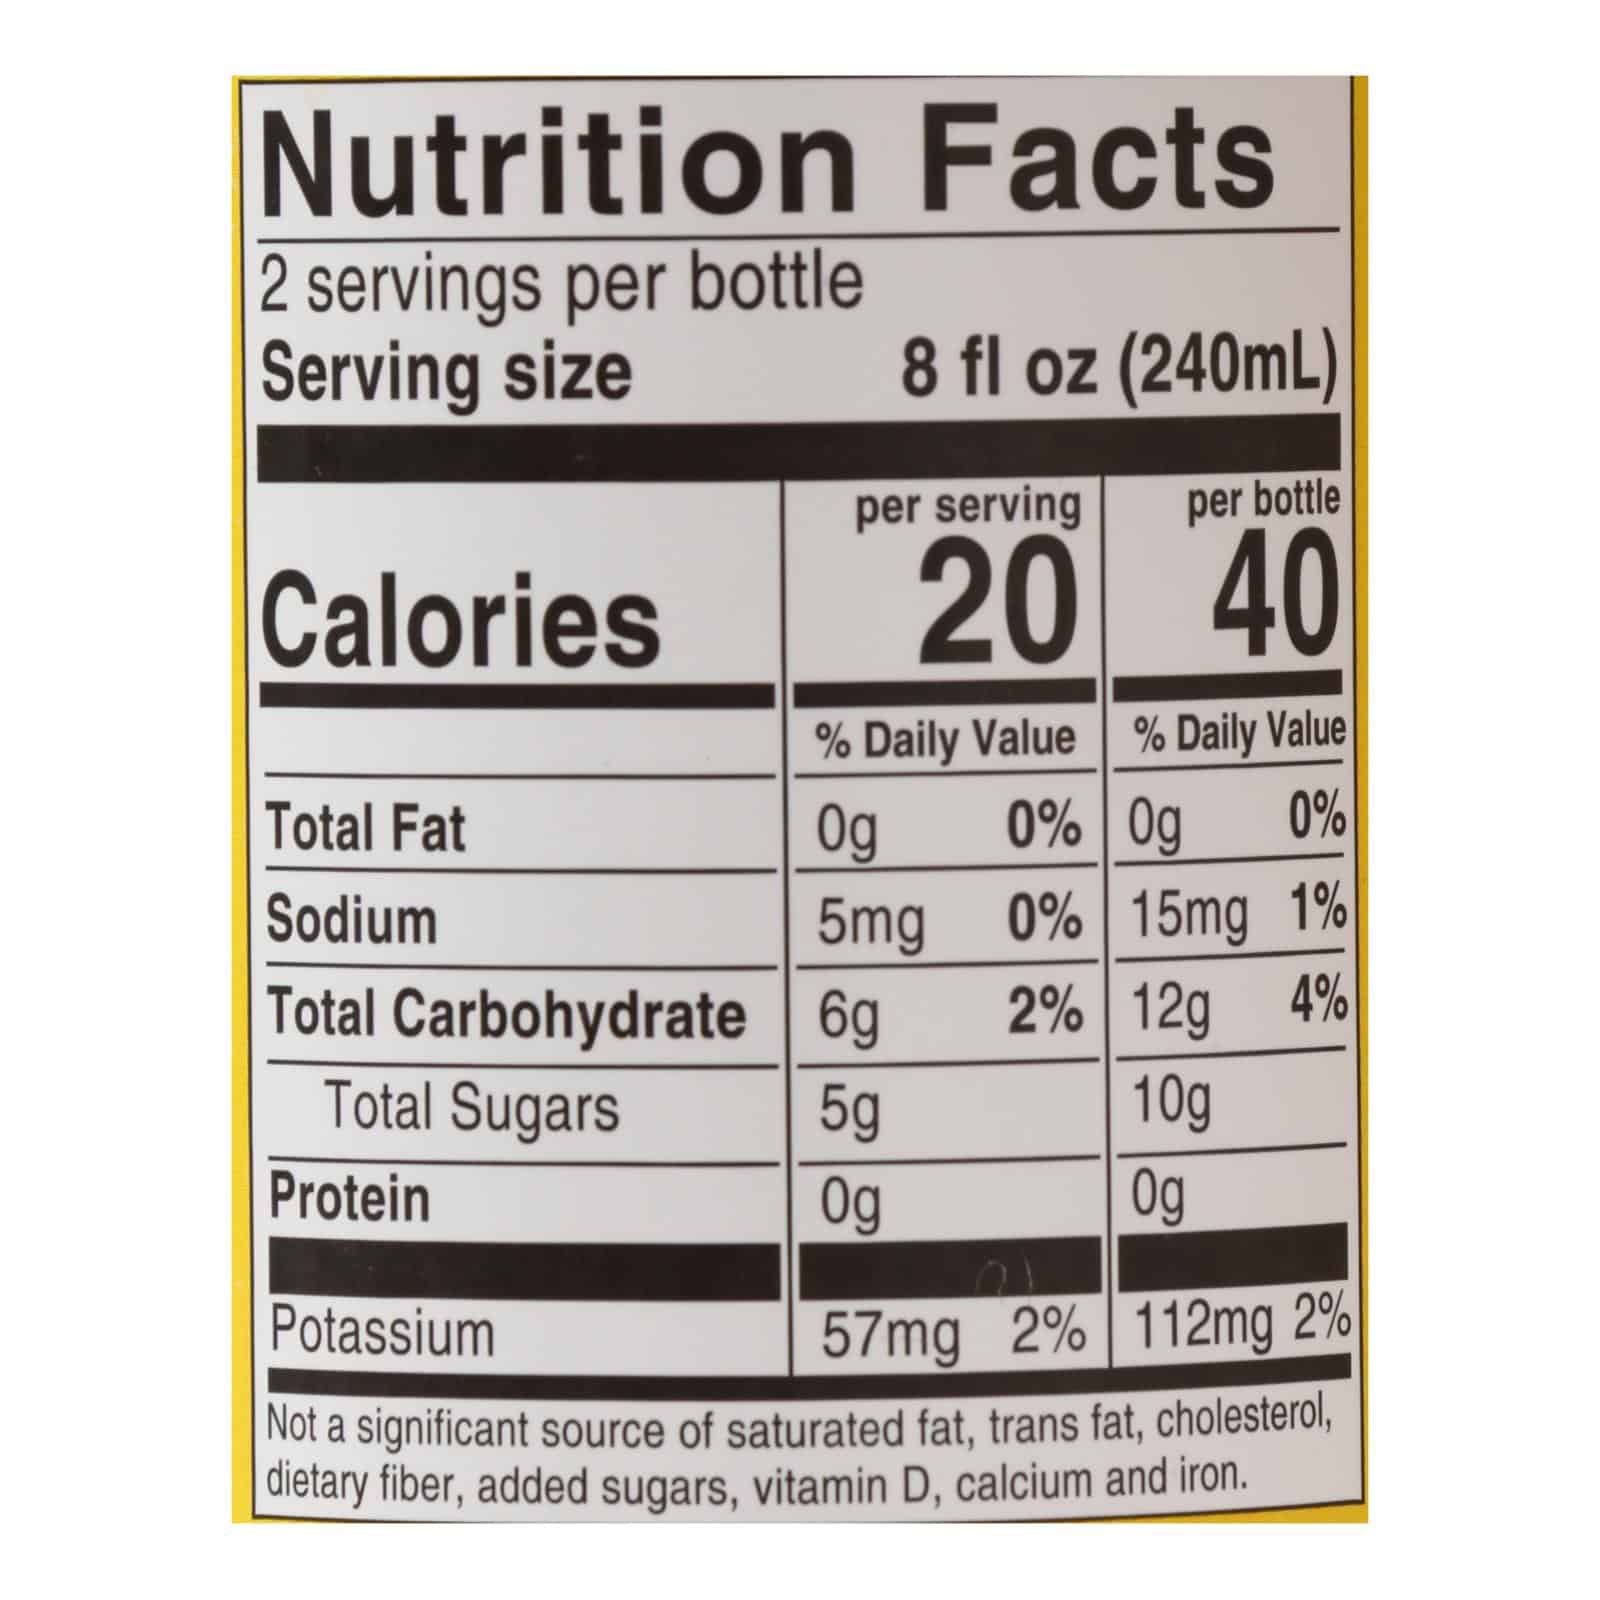 Nutrition Facts
2 servings per bottle
Serving size 8 fl oz (240mL)
per serving per bottle
Calories 20 40
% Daily Value % Daily Value
Total Fat 0g 0% 0g 0%
Sodium 5mg 0% 15mg 1%
Total Carbohydrate 6g 2% 12g 4%
Total Sugars 5g 10g
Protein 0g 0g
Potassium 57mg 2% 112mg 2%
Not a significant source of saturated fat, trans fat, cholesterol,
dietary fiber, added sugars, vitamin D, calcium and iron.